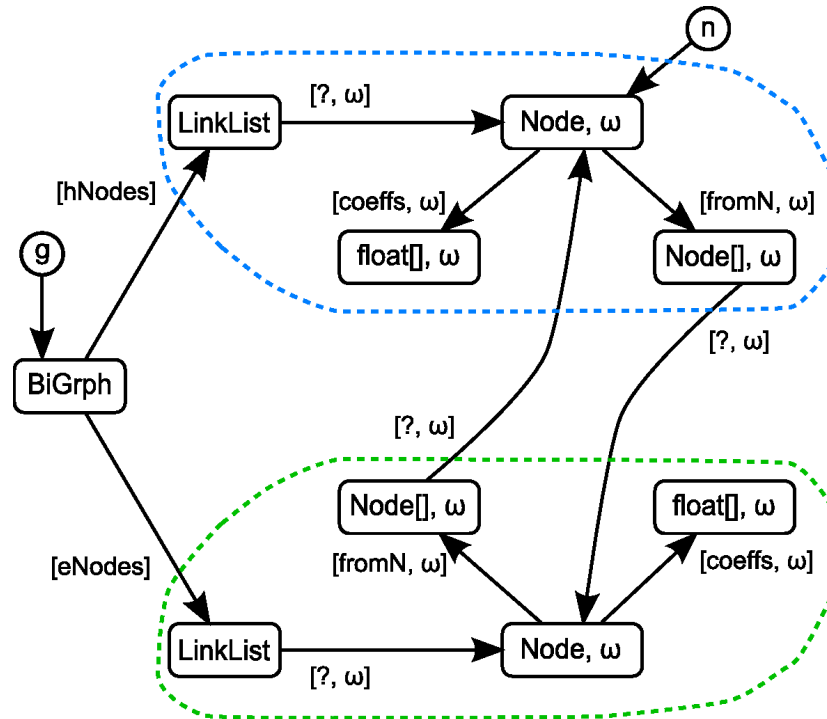 n
[?, ω]
LinkList
Node, ω
[hNodes]
[coeffs, ω]
[fromN, ω]
g
float[], ω
Node[], ω
[?, ω]
BiGrph
[?, ω]
Node[], ω
float[], ω
[eNodes]
[fromN, ω]
[coeffs, ω]
LinkList
Node, ω
[?, ω]